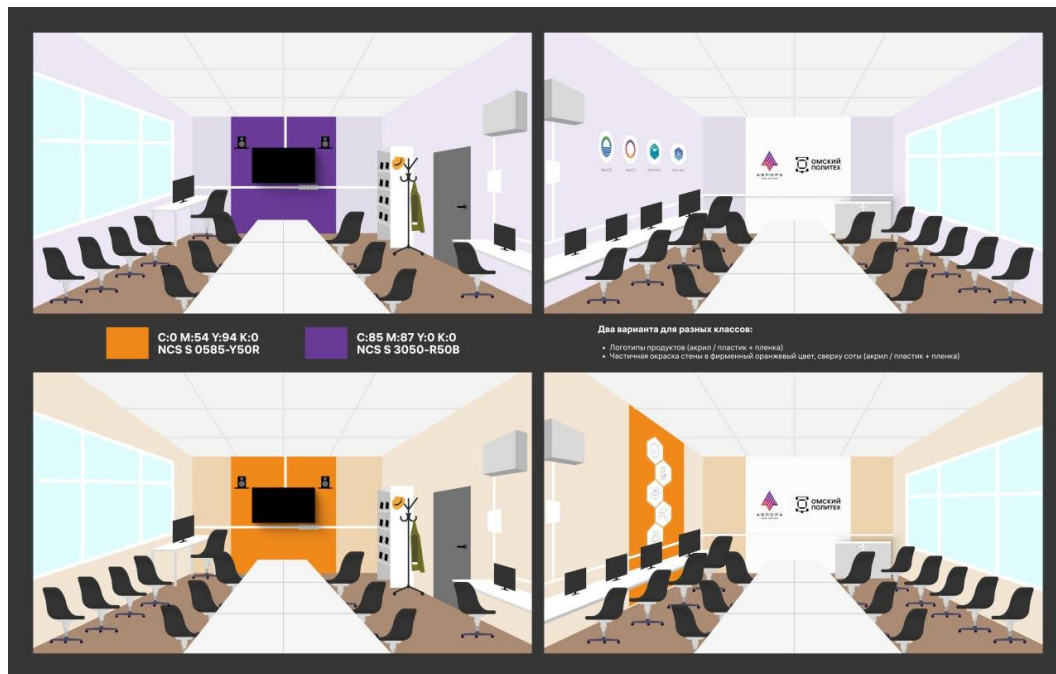 АВРОРА
ОМСКИЙ
ПОЛИТЕХ
C:0 M:54 Y:94 K:0
NCS S 0585-Y50R
C:85 M:87 Y:0 K:0
NCS S 3050-R50B
Два варианта для разных классов:
• Логотипы продуктов (акрил / пластик + пленка)
• Частичная окраска стены в фирменный оранжевый цвет, сверху соты (акрил / пластик + пленка)
АВРОРА
ОМСКИЙ
ПОЛИТЕХ